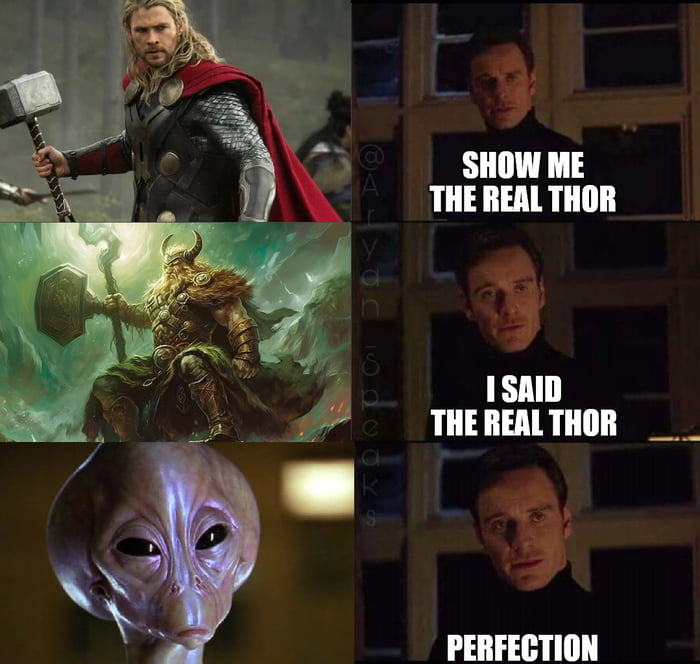 SHOW ME
THE REAL THOR
I SAID
THE REAL THOR
PERFECTION
@Aryan_Speaks